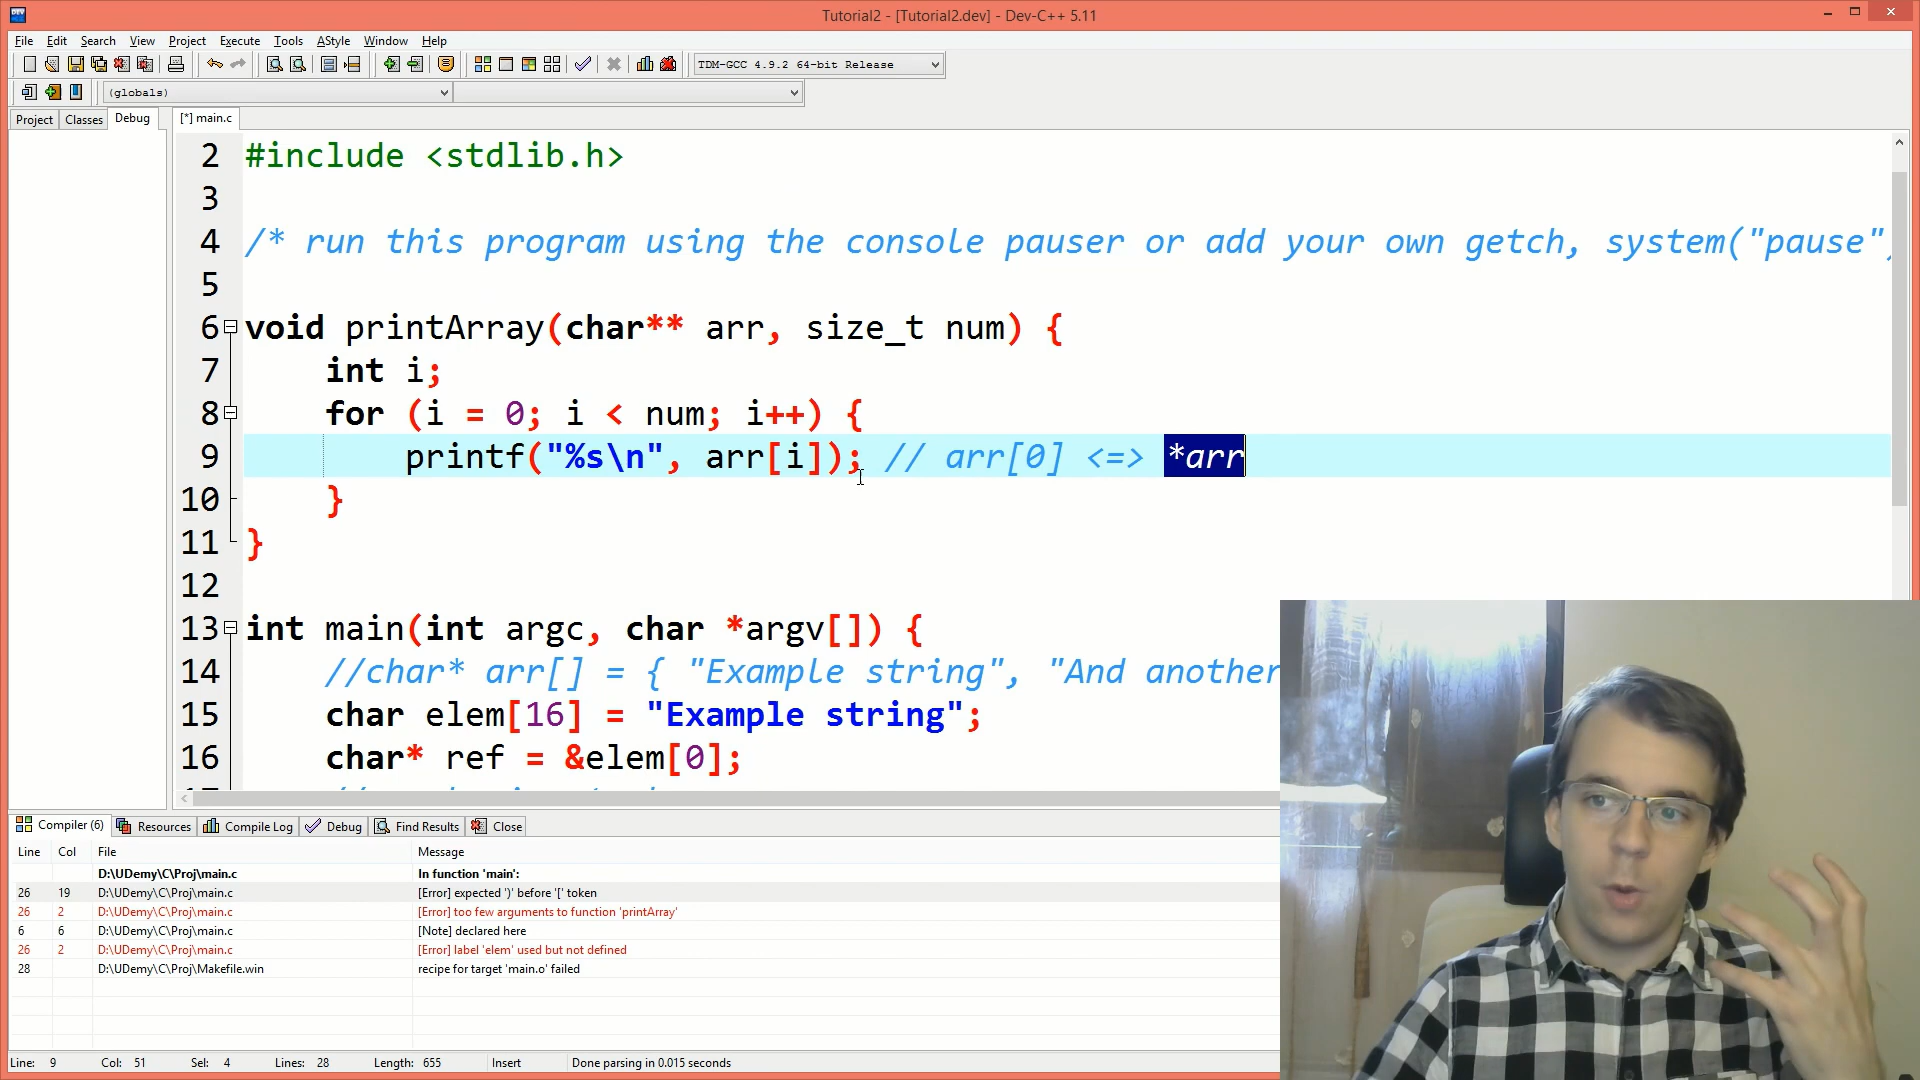 Tutorial2 - [Tutorial2.dev] - Dev-C++ 5.11
File Edit Search View Project Execute Tools AStyle Window Help
TDM-GCC 4.9.2 64-bit Release
(globals)
Project Classes Debug [*] main.c
2 #include <stdlib.h>
3
4 /* run this program using the console pauser or add your own getch, system("pause"
5
6 void printArray(char** arr, size_t num) {
7 int i;
8 for (i = 0; i < num; i++) {
9 printf("%s\n", arr[i]); // arr[0] <=> *arr
10 }
11 }
12
13 int main(int argc, char *argv[]) {
14 //char* arr[] = { "Example string", "And another
15 char elem[16] = "Example string";
16 char* ref = &elem[0];
Compiler (6) Resources Compile Log Debug Find Results Close
Line Col File Message
D:\UDemy\C\Proj\main.c In function 'main':
26 19 D:\UDemy\C\Proj\main.c [Error] expected ')' before '[' token
26 2 D:\UDemy\C\Proj\main.c [Error] too few arguments to function 'printArray'
6 6 D:\UDemy\C\Proj\main.c [Note] declared here
26 2 D:\UDemy\C\Proj\main.c [Error] label 'elem' used but not defined
28 D:\UDemy\C\Proj\Makefile.win recipe for target 'main.o' failed
Line: 9 Col: 51 Sel: 4 Lines: 28 Length: 655 Insert Done parsing in 0.015 seconds